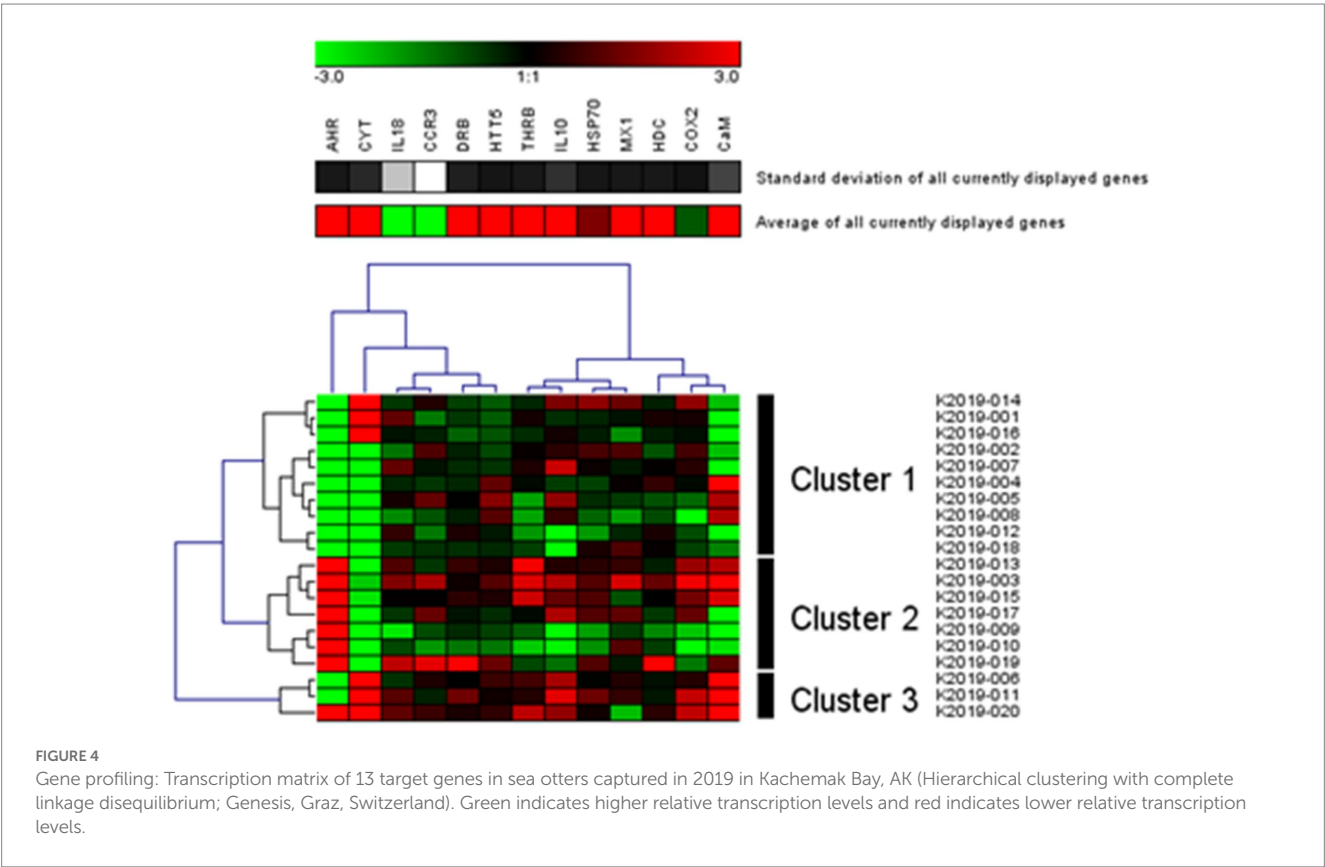 -3.0 1:1 3.0
AHR CYT IL18 CCR3 DRB HTT5 THRB IL10 HSP70 MX1 HDC COX2 CaM
Standard deviation of all currently displayed genes
Average of all currently displayed genes
K2019-014
K2019-001
K2019-016
K2019-002
K2019-007
Cluster 1
K2019-004
K2019-005
K2019-008
K2019-012
K2019-018
K2019-013
K2019-003
K2019-015
Cluster 2
K2019-017
K2019-009
K2019-010
K2019-019
K2019-006
Cluster 3
K2019-011
K2019-020
FIGURE 4
Gene profiling: Transcription matrix of 13 target genes in sea otters captured in 2019 in Kachemak Bay, AK (Hierarchical clustering with complete
linkage disequilibrium; Genesis, Graz, Switzerland). Green indicates higher relative transcription levels and red indicates lower relative transcription
levels.